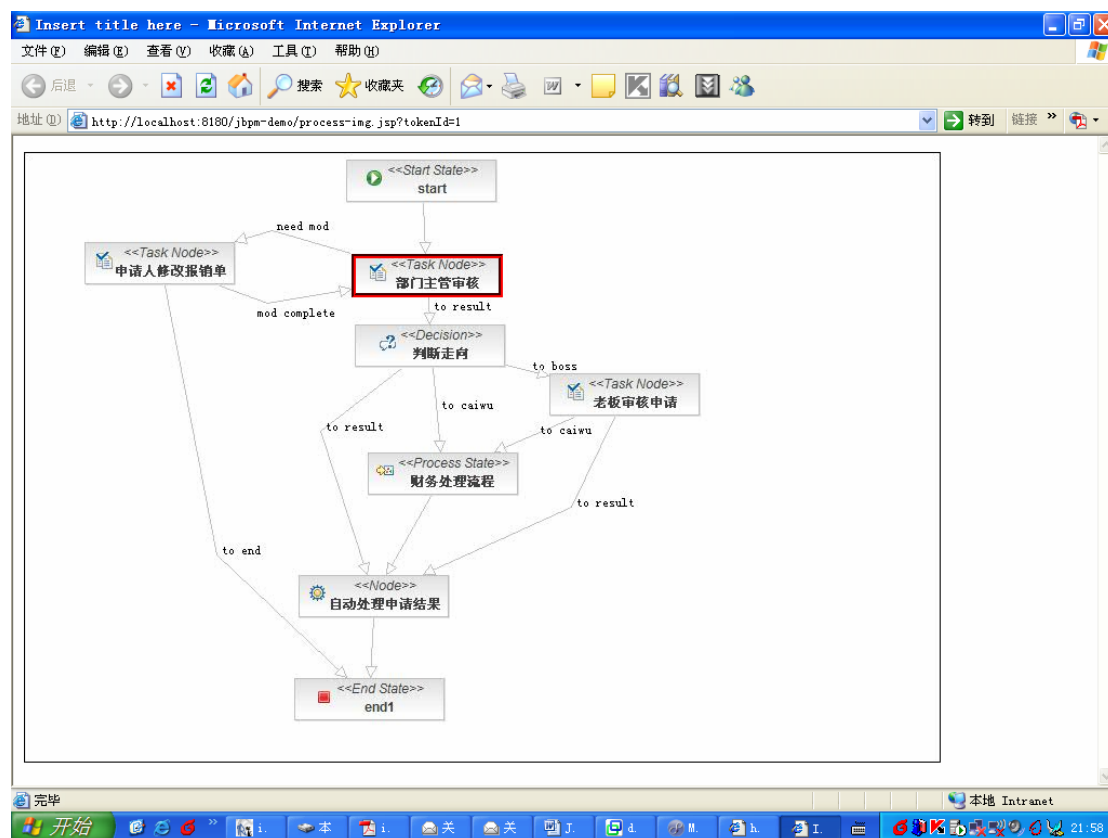 Insert title here - Microsoft Internet Explorer
文件(F) 编辑(E) 查看(V) 收藏(A) 工具(T) 帮助(H)
后退 搜索 收藏夹
地址(D) http://localhost:8180/jbpm-demo/process-img.jsp?tokenId=1 转到 链接 »
<<Start State>>
start
need mod
<<Task Node>>
申请人修改报销单
<<Task Node>>
部门主管审核
mod complete
to result
<<Decision>>
判断走向
to boss
<<Task Node>>
老板审核申请
to caiwu
to result
to caiwu
<<Process State>>
财务处理流程
to result
to end
<<Node>>
自动处理申请结果
<<End State>>
end1
完毕 本地 Intranet
开始 » i. 本 i. 关 关 J. d. M. h. I. 21:58